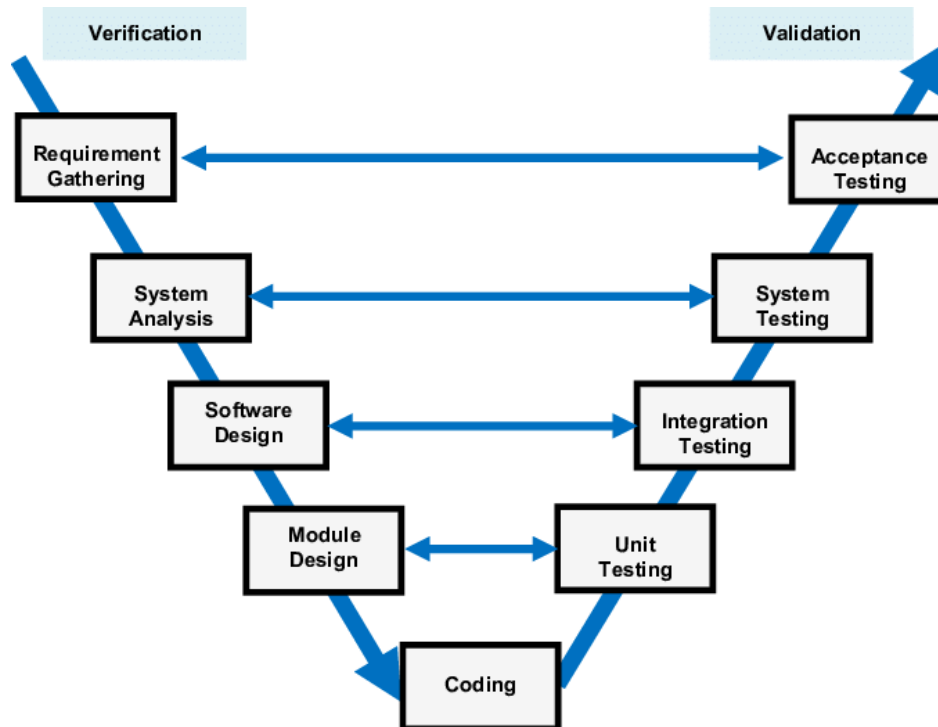 Verification
Validation
Requirement
Gathering
Acceptance
Testing
System
Analysis
System
Testing
Software
Design
Integration
Testing
Module
Design
Unit
Testing
Coding